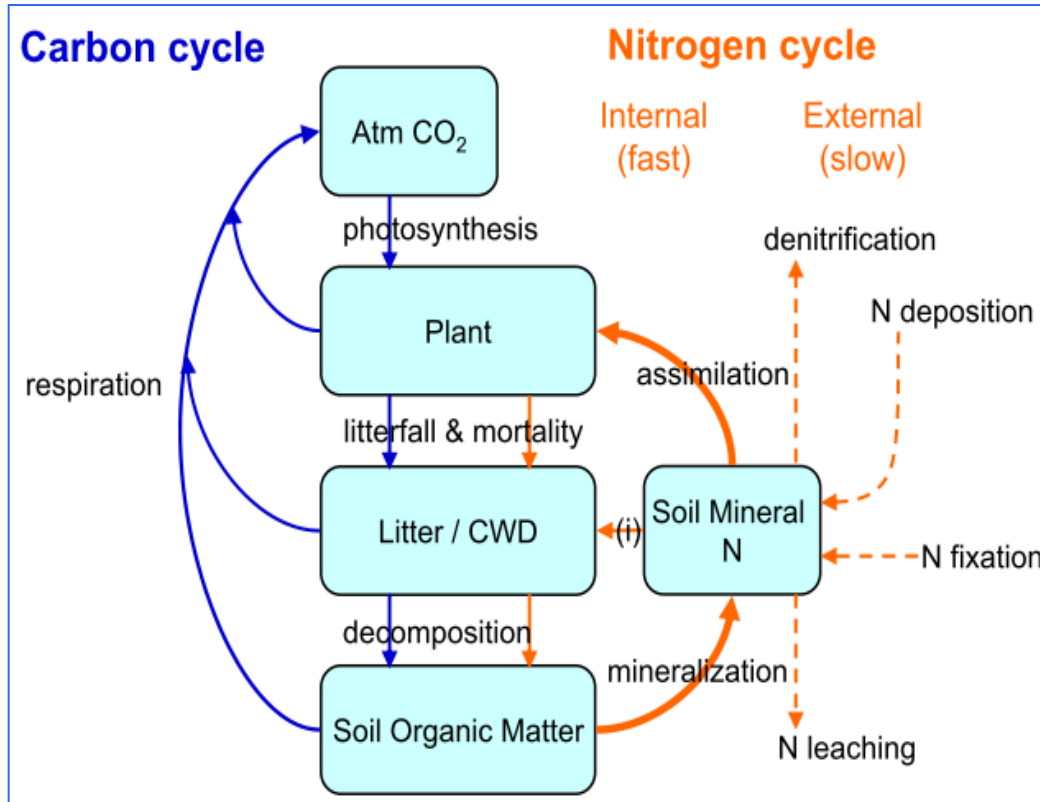 Carbon cycle
Nitrogen cycle
Internal
(fast)
External
(slow)
Atm CO₂
photosynthesis
denitrification
N deposition
Plant
respiration
assimilation
litterfall & mortality
Litter / CWD
(i)
Soil Mineral
N
N fixation
decomposition
mineralization
Soil Organic Matter
N leaching